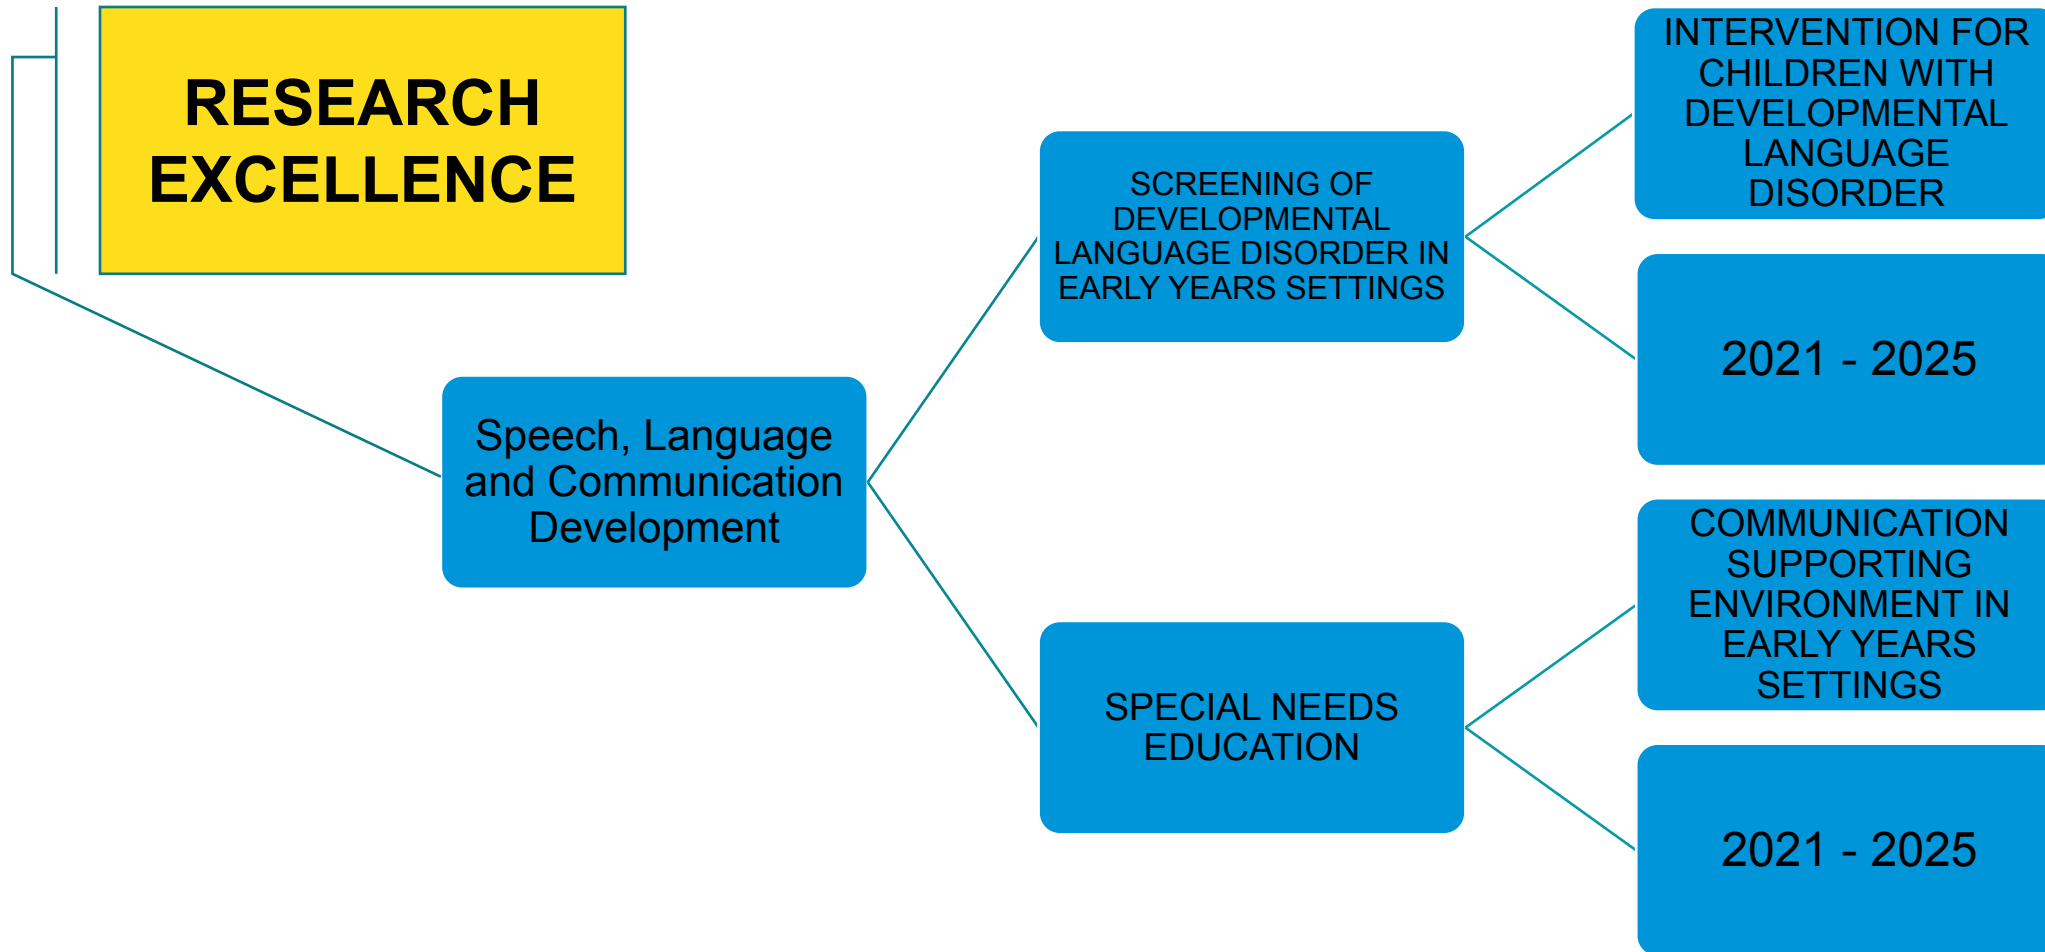 RESEARCH
EXCELLENCE
Speech, Language
and Communication
Development
SCREENING OF
DEVELOPMENTAL
LANGUAGE DISORDER IN
EARLY YEARS SETTINGS
INTERVENTION FOR
CHILDREN WITH
DEVELOPMENTAL
LANGUAGE
DISORDER
2021 - 2025
SPECIAL NEEDS
EDUCATION
COMMUNICATION
SUPPORTING
ENVIRONMENT IN
EARLY YEARS
SETTINGS
2021 - 2025